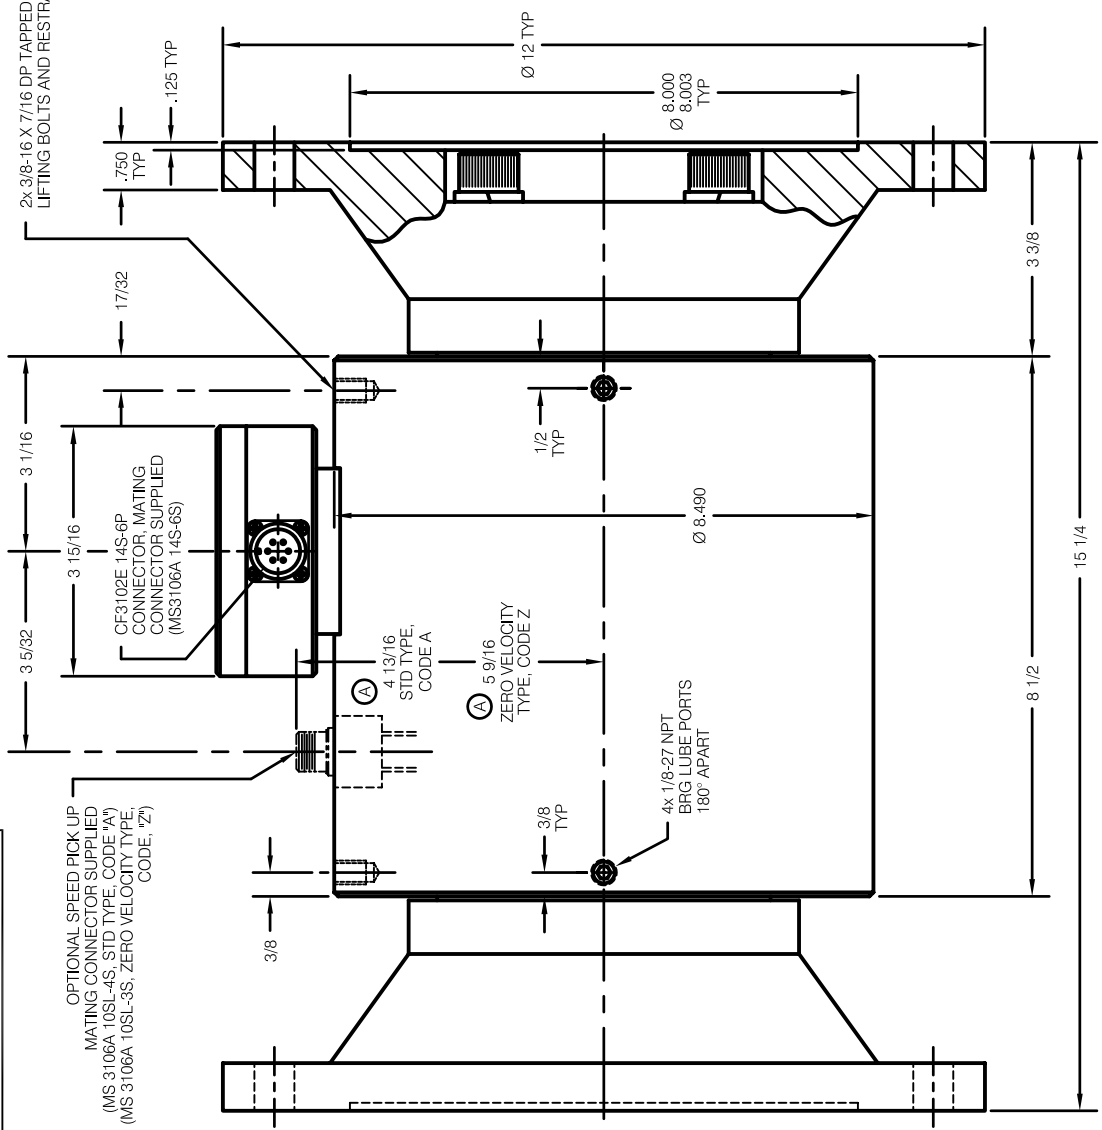 2x 3/8-16 X 7/16 DP TAPPED
LIFTING BOLTS AND
Ø 12 TYP
.125 TYP
Ø 8.000
8.003
TYP
.750
TYP
17/32
3 3/8
3 1/16
1/2
TYP
3 15/16
CF3102E 14S-6P
CONNECTOR, MATING
CONNECTOR SUPPLIED
(MS3106A 14S-6S)
Ø 8.490
15 1/4
3 5/32
A
4 13/16
STD TYPE,
CODE A
A
5 9/16
ZERO VELOCITY
TYPE, CODE Z
8 1/2
4x 1/8-27 NPT
BRG LUBE PORTS
180° APART
OPTIONAL SPEED PICK UP
MATING CONNECTOR SUPPLIED
(MS 3106A 10SL-4S, STD TYPE, CODE "A")
(MS 3106A 10SL-3S, ZERO VELOCITY TYPE,
CODE, "Z")
3/8
TYP
3/8